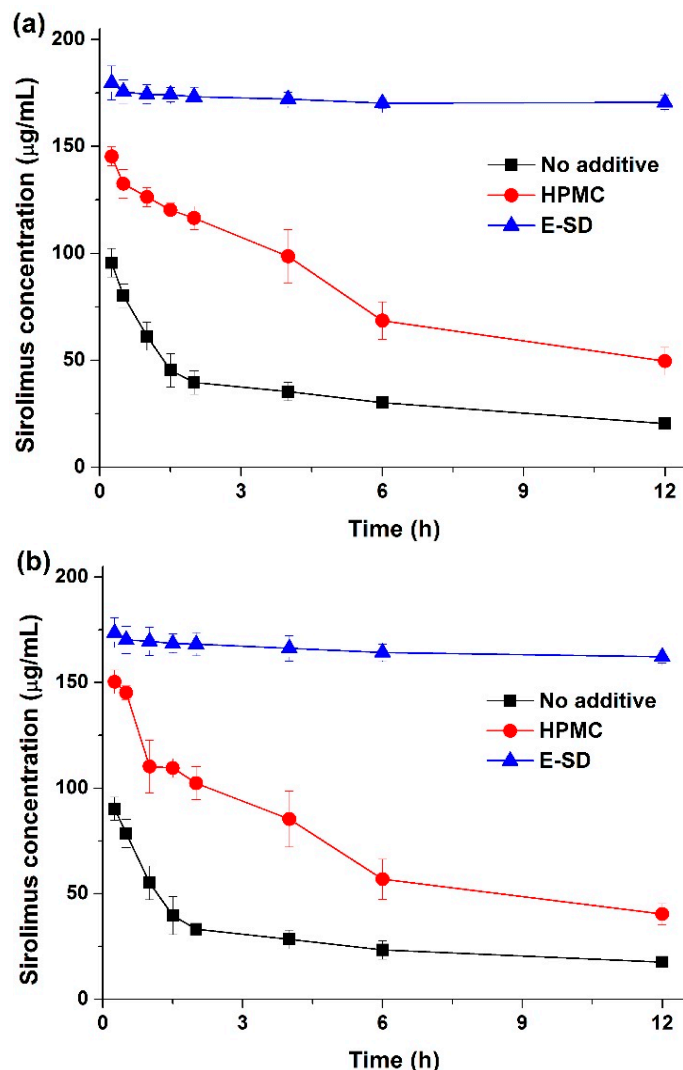 (a)
200
150
100
50
0
Sirolimus concentration (µg/mL)
No additive
HPMC
E-SD
0 3 6 9 12
Time (h)
(b)
200
150
100
50
0
Sirolimus concentration (µg/mL)
No additive
HPMC
E-SD
0 3 6 9 12
Time (h)